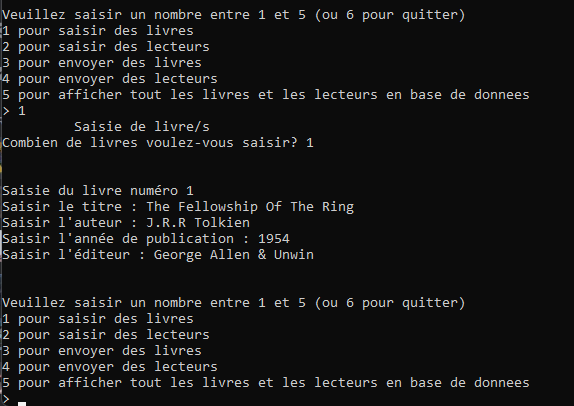 Veuillez saisir un nombre entre 1 et 5 (ou 6 pour quitter)
1 pour saisir des livres
2 pour saisir des lecteurs
3 pour envoyer des livres
4 pour envoyer des lecteurs
5 pour afficher tout les livres et les lecteurs en base de donnees
> 1
Saisie de livre/s
Combien de livres voulez-vous saisir? 1
Saisie du livre numéro 1
Saisir le titre : The Fellowship Of The Ring
Saisir l'auteur : J.R.R Tolkien
Saisir l'année de publication : 1954
Saisir l'éditeur : George Allen & Unwin
Veuillez saisir un nombre entre 1 et 5 (ou 6 pour quitter)
1 pour saisir des livres
2 pour saisir des lecteurs
3 pour envoyer des livres
4 pour envoyer des lecteurs
5 pour afficher tout les livres et les lecteurs en base de donnees
>